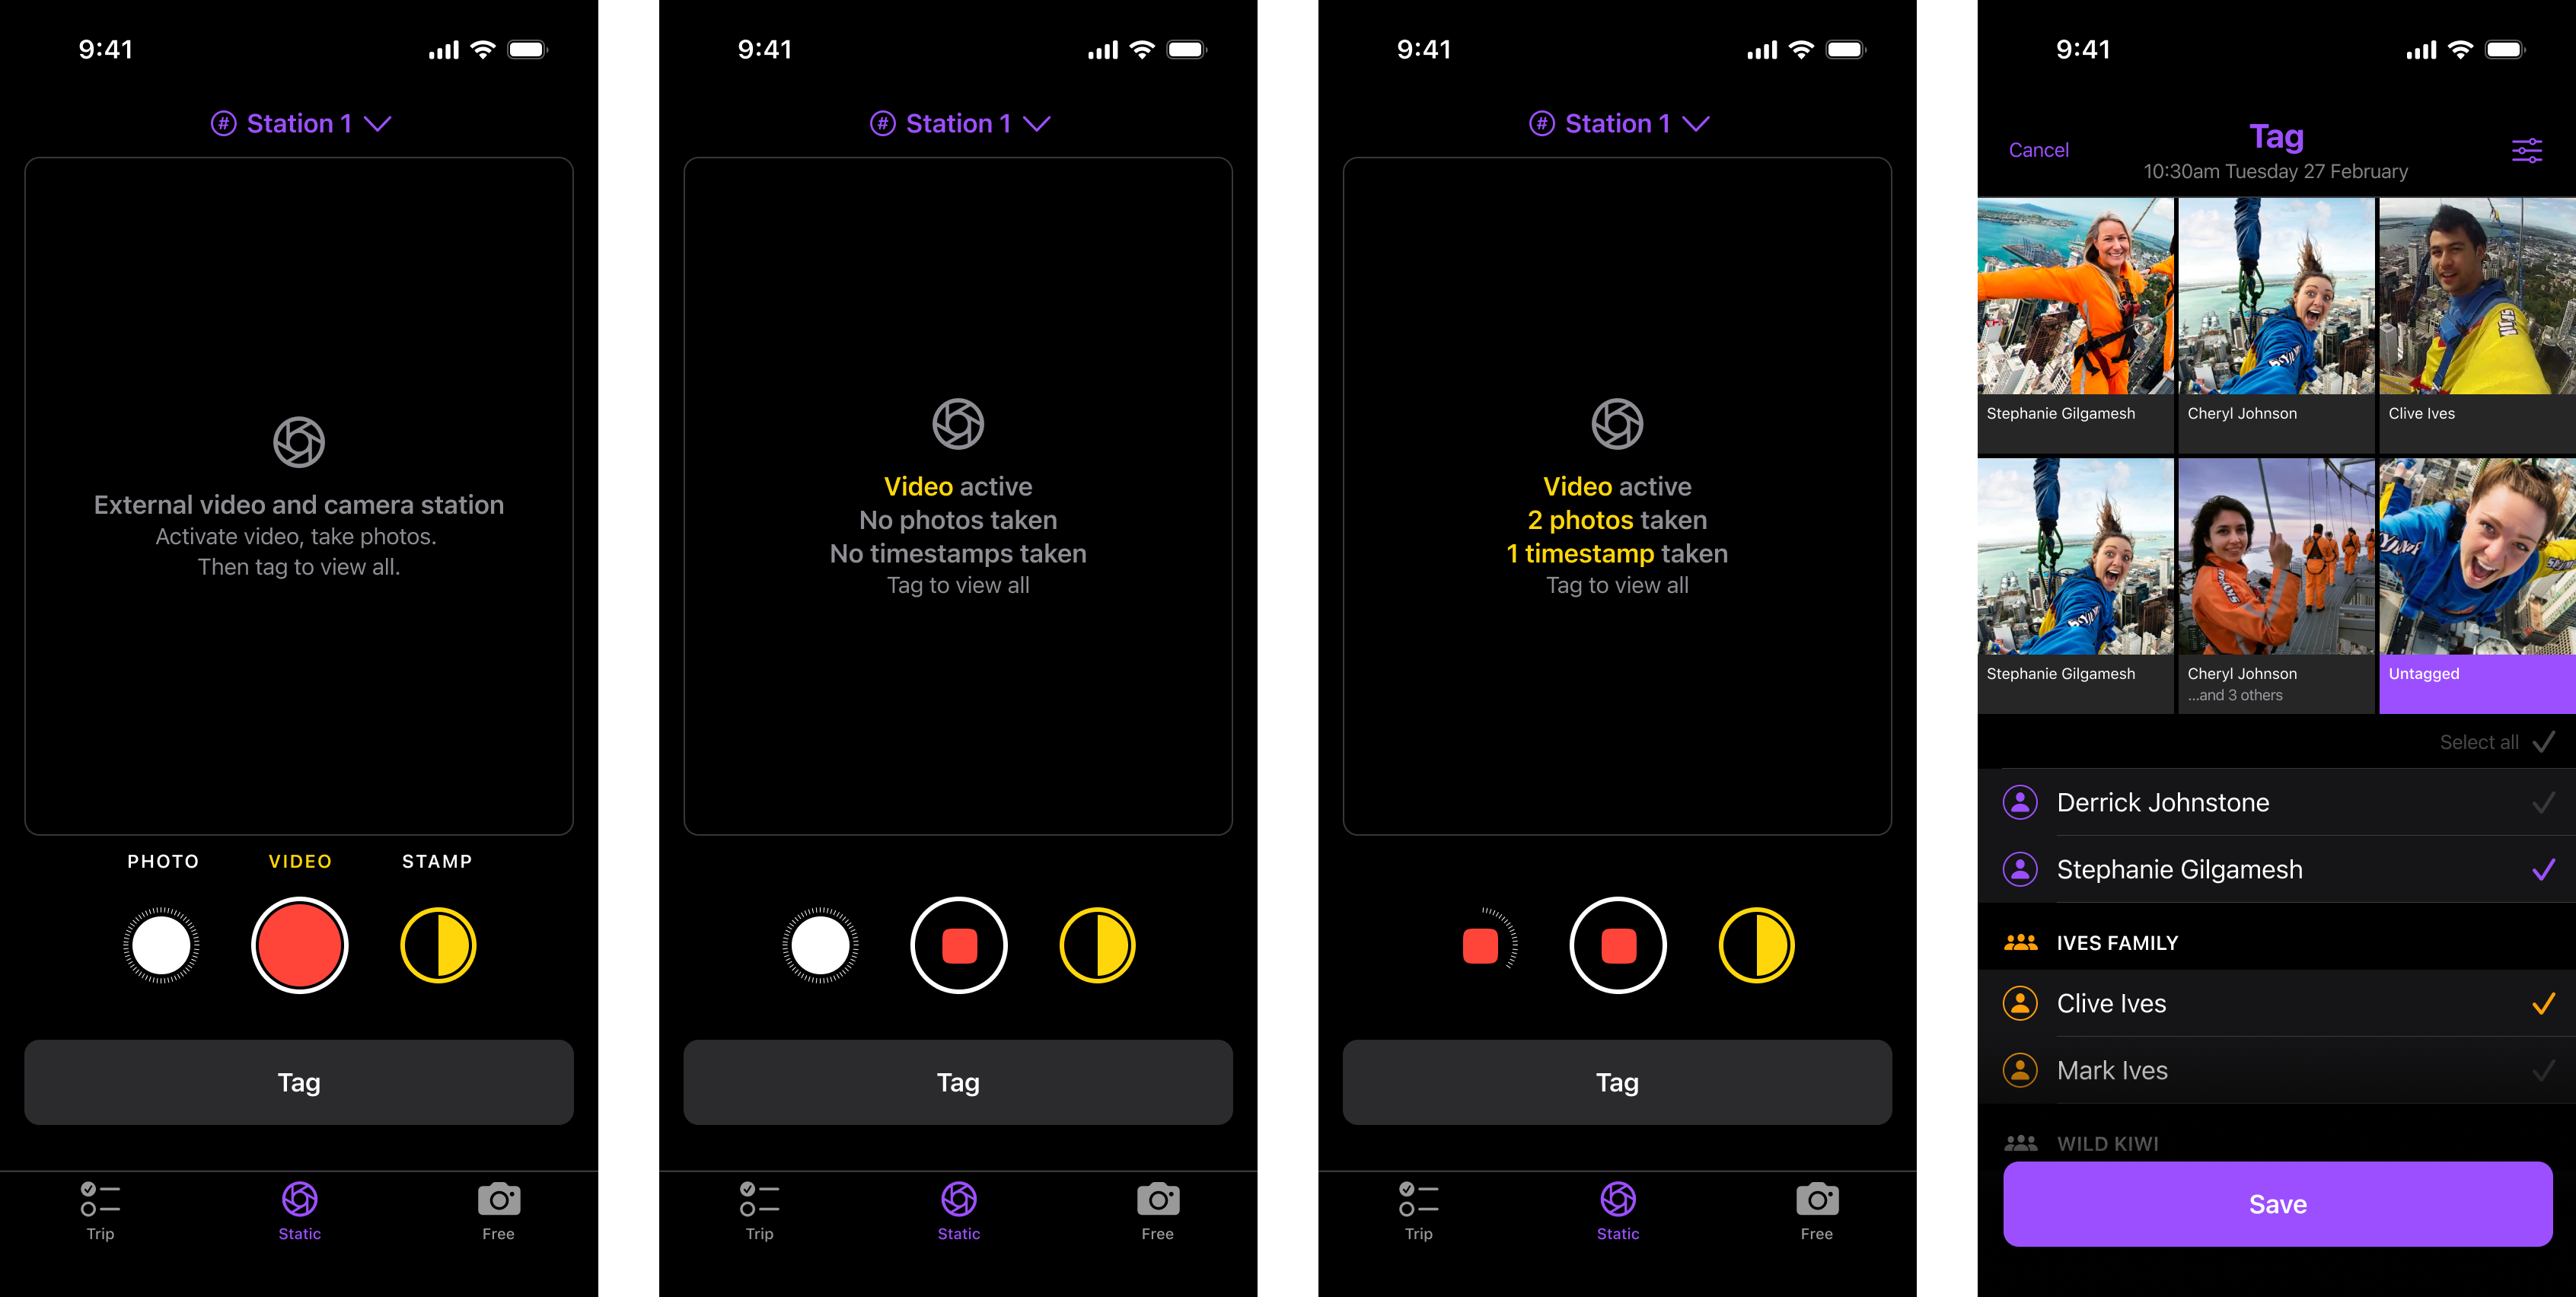 9:41
# Station 1
External video and camera station
Activate video, take photos.
Then tag to view all.
PHOTO VIDEO STAMP
Tag
Trip Static Free
9:41
# Station 1
Video active
No photos taken
No timestamps taken
Tag to view all
Tag
Trip Static Free
9:41
# Station 1
Video active
2 photos taken
1 timestamp taken
Tag to view all
Tag
Trip Static Free
9:41
Cancel
Tag
10:30am Tuesday 27 February
Stephanie Gilgamesh
Cheryl Johnson
Clive Ives
Stephanie Gilgamesh
Cheryl Johnson
...and 3 others
Untagged
Select all
Derrick Johnstone
Stephanie Gilgamesh
IVES FAMILY
Clive Ives
Mark Ives
WILD KIWI
Save